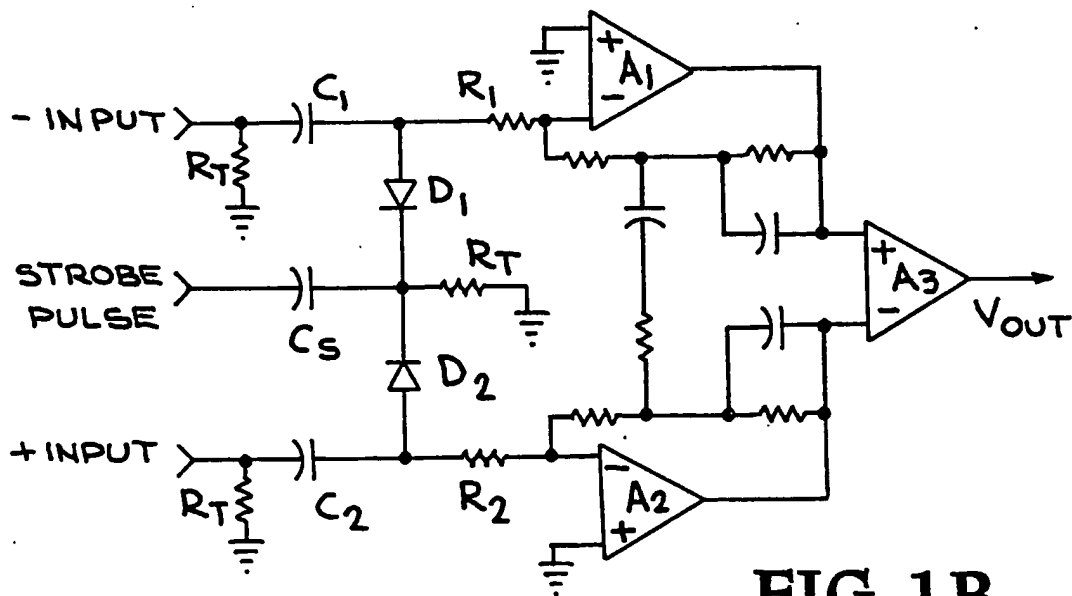 C1
R1
+
A1
-
- INPUT
RT
D1
STROBE
PULSE
RT
CS
+
A3
-
VOUT
D2
+ INPUT
RT
C2
R2
-
A2
+
FIG. 1B